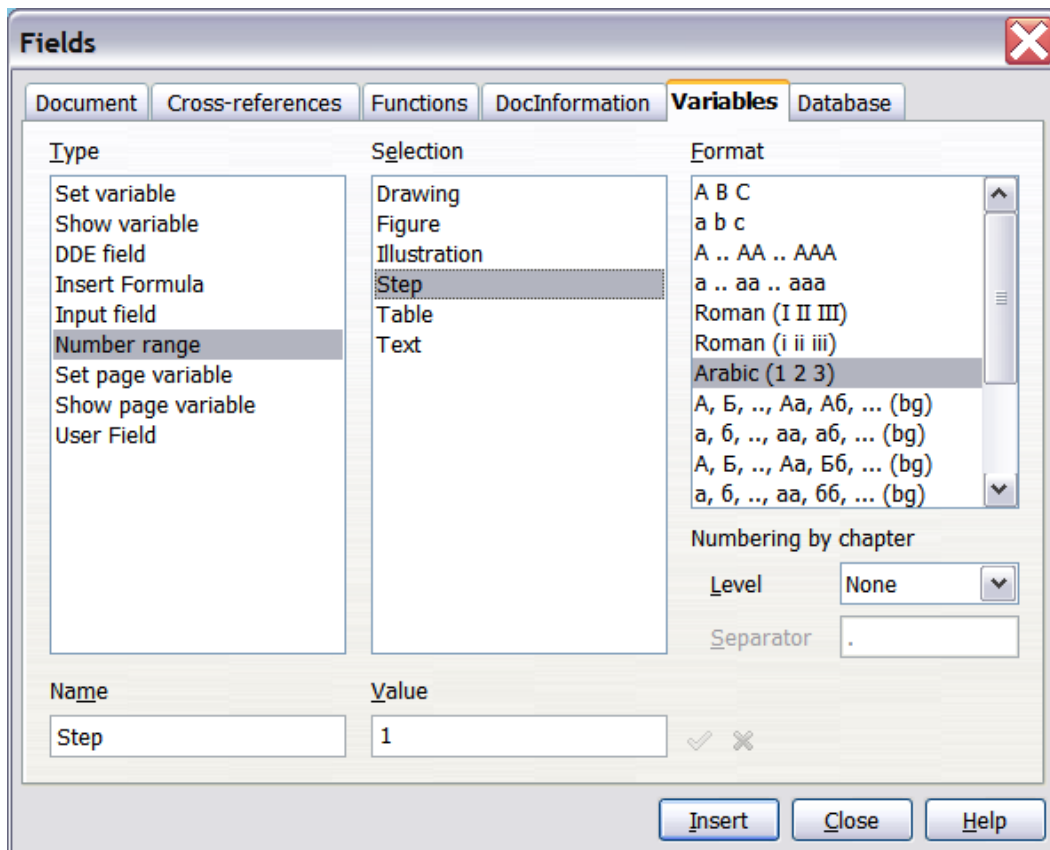 Fields
Document Cross-references Functions DocInformation Variables Database
Type
Set variable
Show variable
DDE field
Insert Formula
Input field
Number range
Set page variable
Show page variable
User Field
Selection
Drawing
Figure
Illustration
Step
Table
Text
Format
A B C
a b c
A .. AA .. AAA
a .. aa .. aaa
Roman (I II III)
Roman (i ii iii)
Arabic (1 2 3)
А, Б, .., Аа, Аб, ... (bg)
а, б, .., аа, аб, ... (bg)
А, Б, .., Аа, Бб, ... (bg)
а, б, .., аа, бб, ... (bg)
Numbering by chapter
Level None
Separator .
Name
Step
Value
1
Insert Close Help